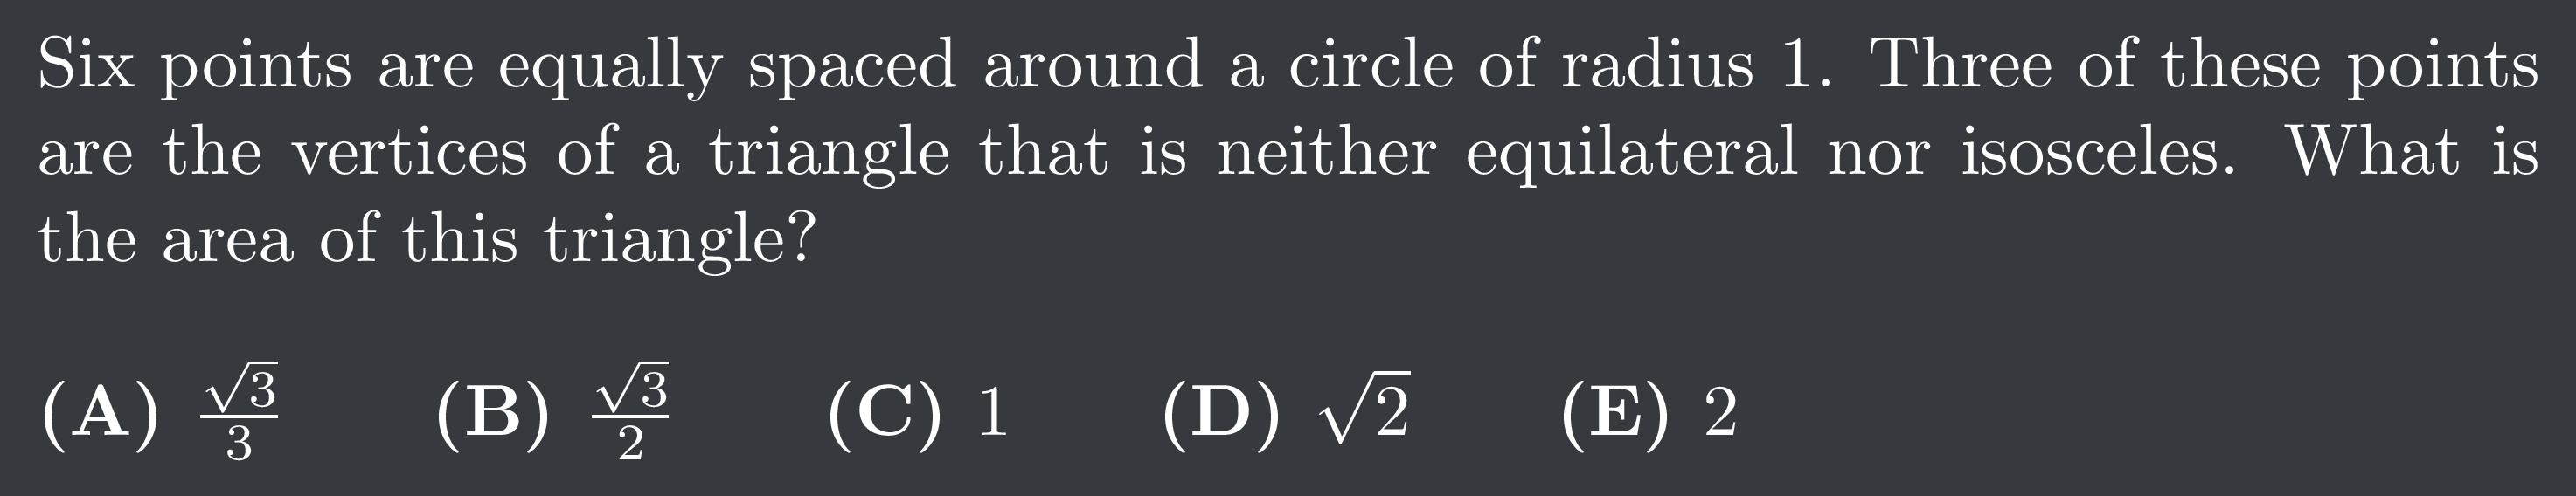 Six points are equally spaced around a circle of radius 1. Three of these points
are the vertices of a triangle that is neither equilateral nor isosceles. What is
the area of this triangle?
(A) √3/3 (B) √3/2 (C) 1 (D) √2 (E) 2